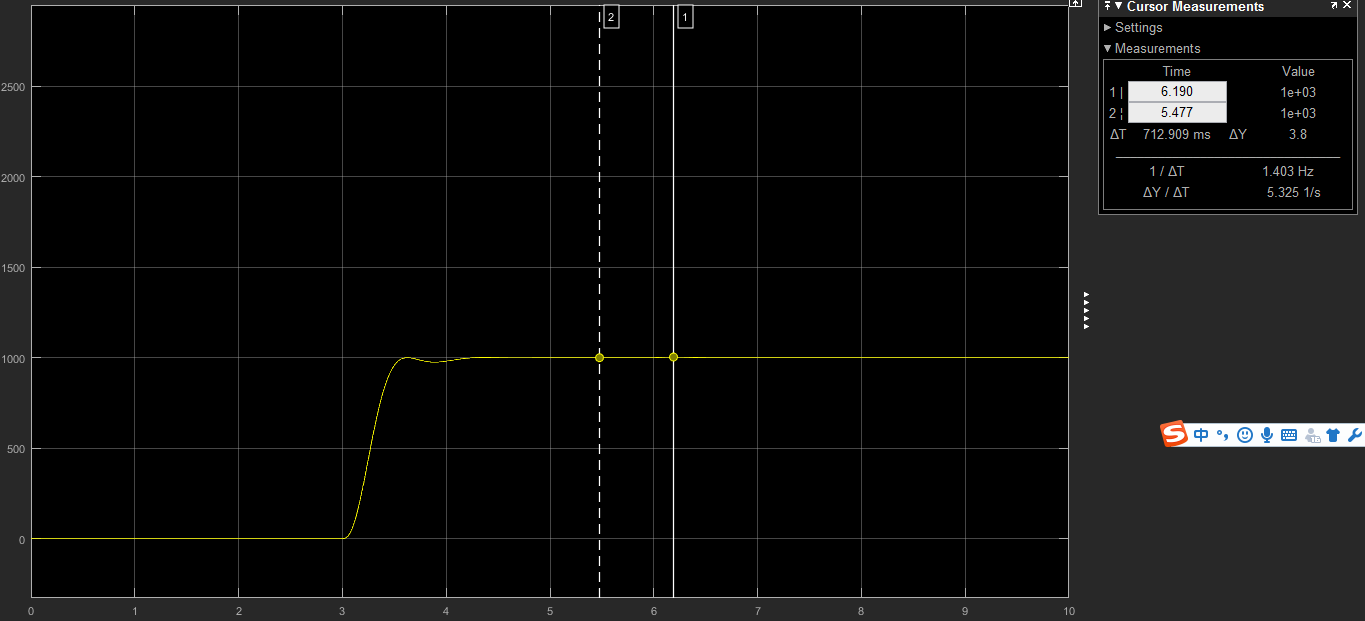 2
1
2500
2000
1500
1000
500
0
0 1 2 3 4 5 6 7 8 9 10
Cursor Measurements
Settings
Measurements
Time Value
1 6.190 1e+03
2 5.477 1e+03
ΔT 712.909 ms ΔY 3.8
1 / ΔT 1.403 Hz
ΔY / ΔT 5.325 1/s
S 中 °,